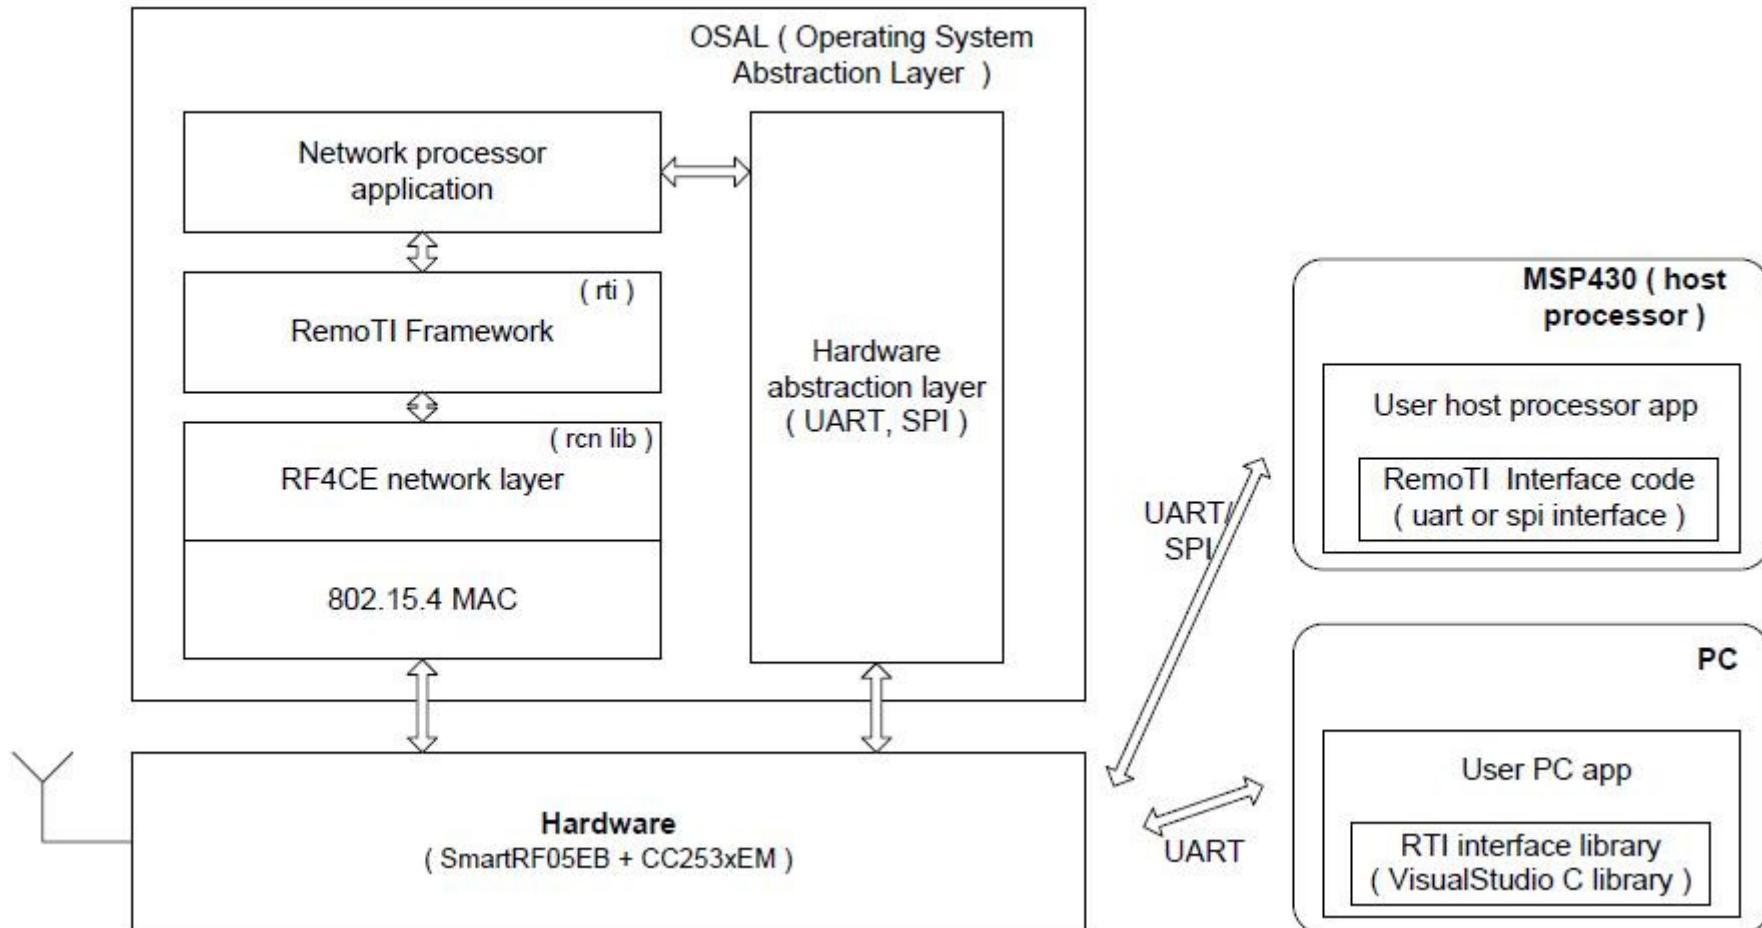 OSAL ( Operating System
Abstraction Layer )
Network processor
application
( rti )
RemoTI Framework
( rcn lib )
RF4CE network layer
802.15.4 MAC
Hardware
abstraction layer
( UART, SPI )
Hardware
( SmartRF05EB + CC253xEM )
UART/
SPI
UART
MSP430 ( host
processor )
User host processor app
RemoTI Interface code
( uart or spi interface )
PC
User PC app
RTI interface library
( VisualStudio C library )